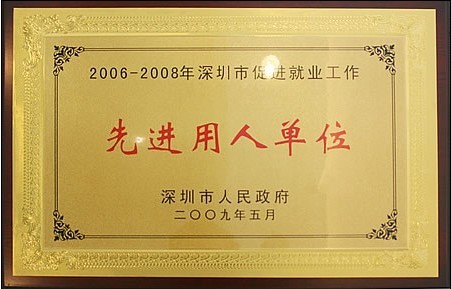 2006-2008年深圳市促进就业工作
先进用人单位
深圳市人民政府
二〇〇九年五月